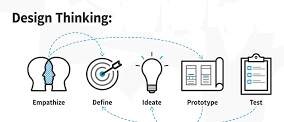 Design Thinking:
Empathize
Define
Ideate
Prototype
Test